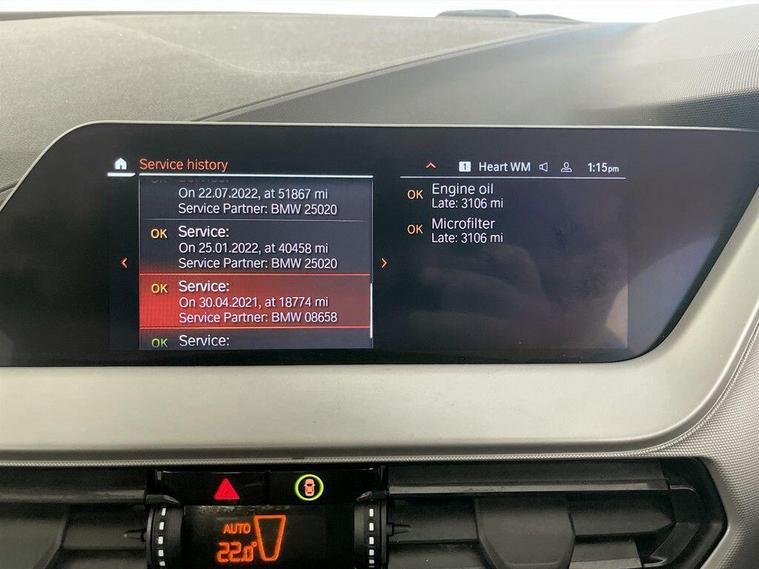 Service history
1 Heart WM 1:15pm
On 22.07.2022, at 51867 mi
Service Partner: BMW 25020
OK Service:
On 25.01.2022, at 40458 mi
Service Partner: BMW 25020
OK Service:
On 30.04.2021, at 18774 mi
Service Partner: BMW 08658
OK Service:
OK Engine oil
Late: 3106 mi
OK Microfilter
Late: 3106 mi
AUTO
22.0°